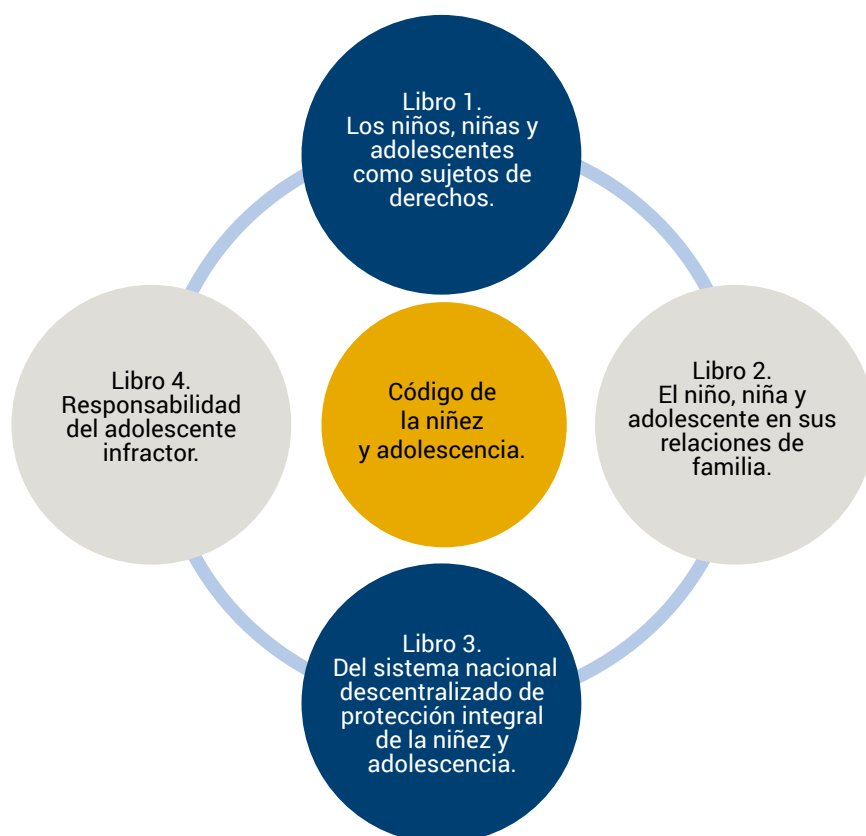 Libro 1.
Los niños, niñas y
adolescentes
como sujetos de
derechos.
Libro 2.
El niño, niña y
adolescente en sus
relaciones de
familia.
Libro 3.
Del sistema nacional
descentralizado de
protección integral
de la niñez y
adolescencia.
Libro 4.
Responsabilidad
del adolescente
infractor.
Código de
la niñez
y adolescencia.